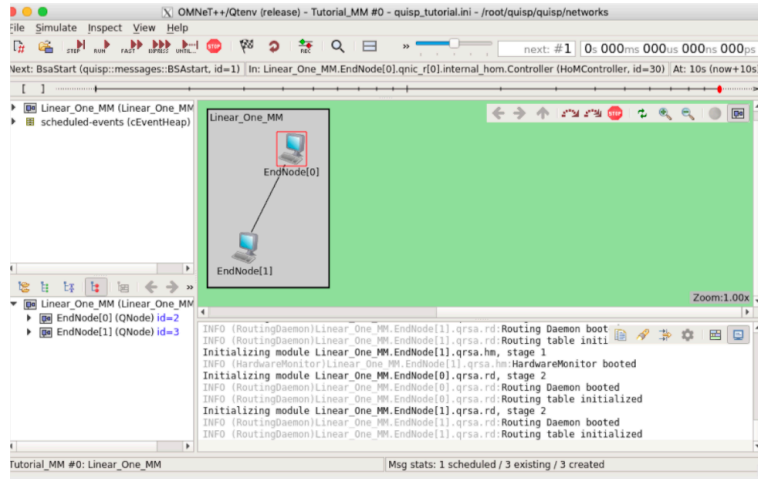 OMNeT++/Qtenv (release) - Tutorial_MM #0 - quisp_tutorial.ini - /root/quisp/quisp/networks
File Simulate Inspect View Help
STEP RUN FAST EXPRESS UNTIL... STOP
REC
»
next: #1 0s 000ms 000us 000ns 000ps
Next: BsaStart (quisp::messages::BSAstart, id=1) In: Linear_One_MM.EndNode[0].qnic_r[0].internal_hom.Controller (HoMController, id=30) At: 10s (now+10s
[ ]
Linear_One_MM (Linear_One_MM
scheduled-events (cEventHeap)
Linear_One_MM
STOP
EndNode[0]
EndNode[1]
Zoom:1.00x
»
Linear_One_MM (Linear_One_MM
EndNode[0] (QNode) id=2
EndNode[1] (QNode) id=3
INFO (RoutingDaemon)Linear_One_MM.EndNode[1].qrsa.rd:Routing Daemon boot
INFO (RoutingDaemon)Linear_One_MM.EndNode[1].qrsa.rd:Routing table initi
Initializing module Linear_One_MM.EndNode[1].qrsa.hm, stage 1
INFO (HardwareMonitor)Linear_One_MM.EndNode[1].qrsa.hm:HardwareMonitor booted
Initializing module Linear_One_MM.EndNode[0].qrsa.rd, stage 2
INFO (RoutingDaemon)Linear_One_MM.EndNode[0].qrsa.rd:Routing Daemon booted
INFO (RoutingDaemon)Linear_One_MM.EndNode[0].qrsa.rd:Routing table initialized
Initializing module Linear_One_MM.EndNode[1].qrsa.rd, stage 2
INFO (RoutingDaemon)Linear_One_MM.EndNode[1].qrsa.rd:Routing Daemon booted
INFO (RoutingDaemon)Linear_One_MM.EndNode[1].qrsa.rd:Routing table initialized
Tutorial_MM #0: Linear_One_MM
Msg stats: 1 scheduled / 3 existing / 3 created